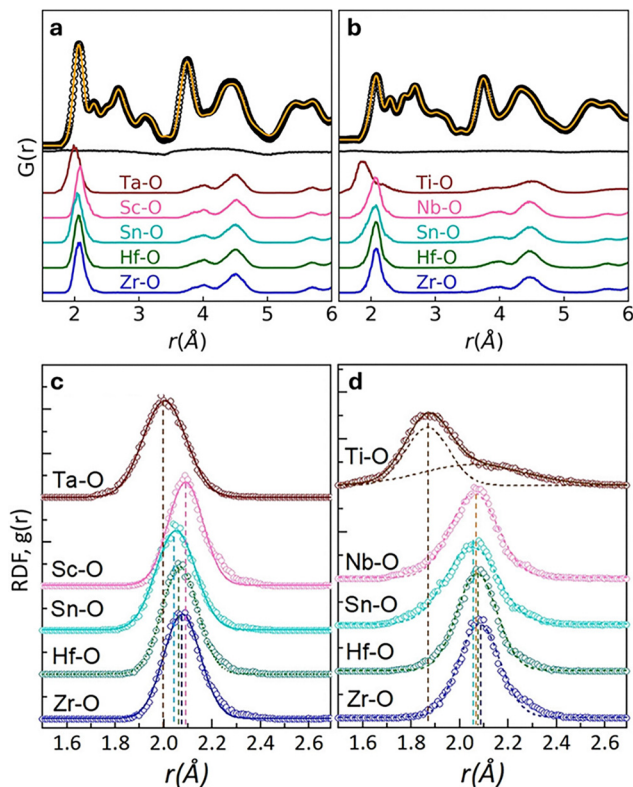 a
G(r)
Ta-O
Sc-O
Sn-O
Hf-O
Zr-O
2 3 4 5 6
r(Å)
b
Ti-O
Nb-O
Sn-O
Hf-O
Zr-O
2 3 4 5 6
r(Å)
c
RDF, g(r)
Ta-O
Sc-O
Sn-O
Hf-O
Zr-O
1.6 1.8 2.0 2.2 2.4 2.6
r(Å)
d
Ti-O
Nb-O
Sn-O
Hf-O
Zr-O
1.6 1.8 2.0 2.2 2.4 2.6
r(Å)